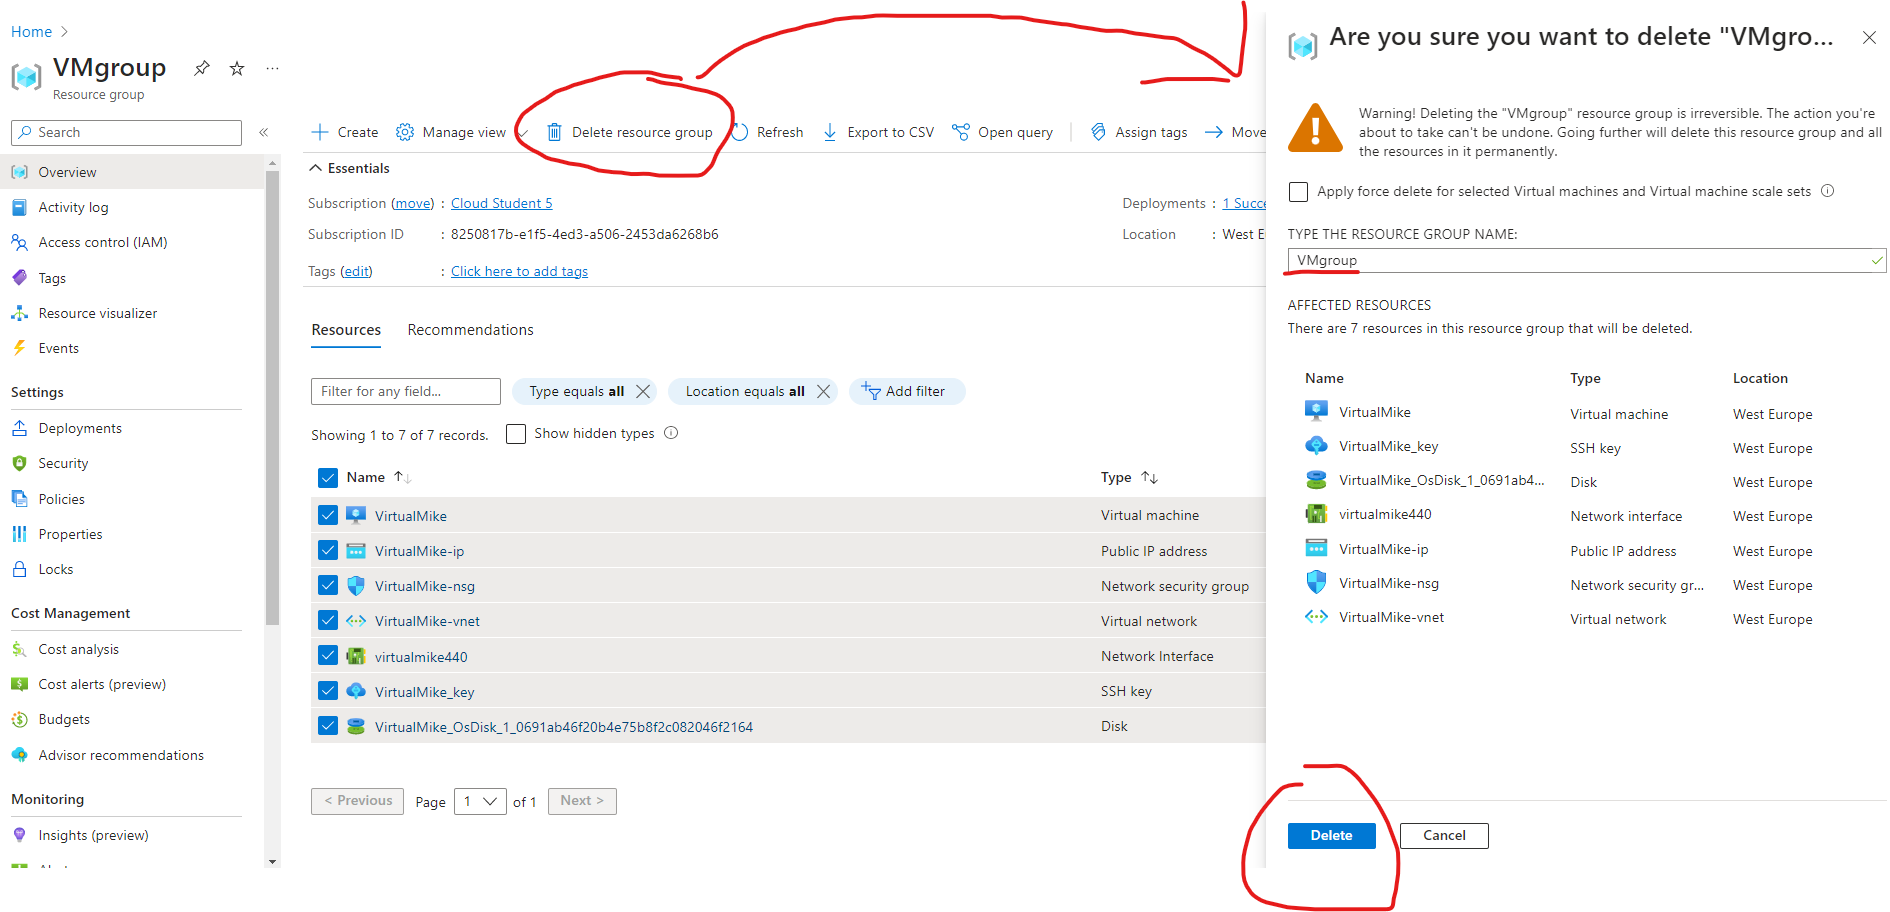 Home
VMgroup
Resource group
Search
Overview
Activity log
Access control (IAM)
Tags
Resource visualizer
Events
Settings
Deployments
Security
Policies
Properties
Locks
Cost Management
Cost analysis
Cost alerts (preview)
Budgets
Advisor recommendations
Monitoring
Insights (preview)
Create Manage view Delete resource group Refresh Export to CSV Open query Assign tags Move
Essentials
Subscription (move) : Cloud Student 5
Subscription ID : 8250817b-e1f5-4ed3-a506-2453da6268b6
Tags (edit) : Click here to add tags
Deployments : 1 Succe
Location : West E
Resources Recommendations
Filter for any field... Type equals all Location equals all Add filter
Showing 1 to 7 of 7 records. Show hidden types
Name Type
VirtualMike Virtual machine
VirtualMike-ip Public IP address
VirtualMike-nsg Network security group
VirtualMike-vnet Virtual network
virtualmike440 Network Interface
VirtualMike_key SSH key
VirtualMike_OsDisk_1_0691ab46f20b4e75b8f2c082046f2164 Disk
< Previous Page 1 of 1 Next >
Are you sure you want to delete "VMgro...
Warning! Deleting the "VMgroup" resource group is irreversible. The action you're
about to take can't be undone. Going further will delete this resource group and all
the resources in it permanently.
Apply force delete for selected Virtual machines and Virtual machine scale sets
TYPE THE RESOURCE GROUP NAME:
VMgroup
AFFECTED RESOURCES
There are 7 resources in this resource group that will be deleted.
Name Type Location
VirtualMike Virtual machine West Europe
VirtualMike_key SSH key West Europe
VirtualMike_OsDisk_1_0691ab4... Disk West Europe
virtualmike440 Network interface West Europe
VirtualMike-ip Public IP address West Europe
VirtualMike-nsg Network security gr... West Europe
VirtualMike-vnet Virtual network West Europe
Delete Cancel